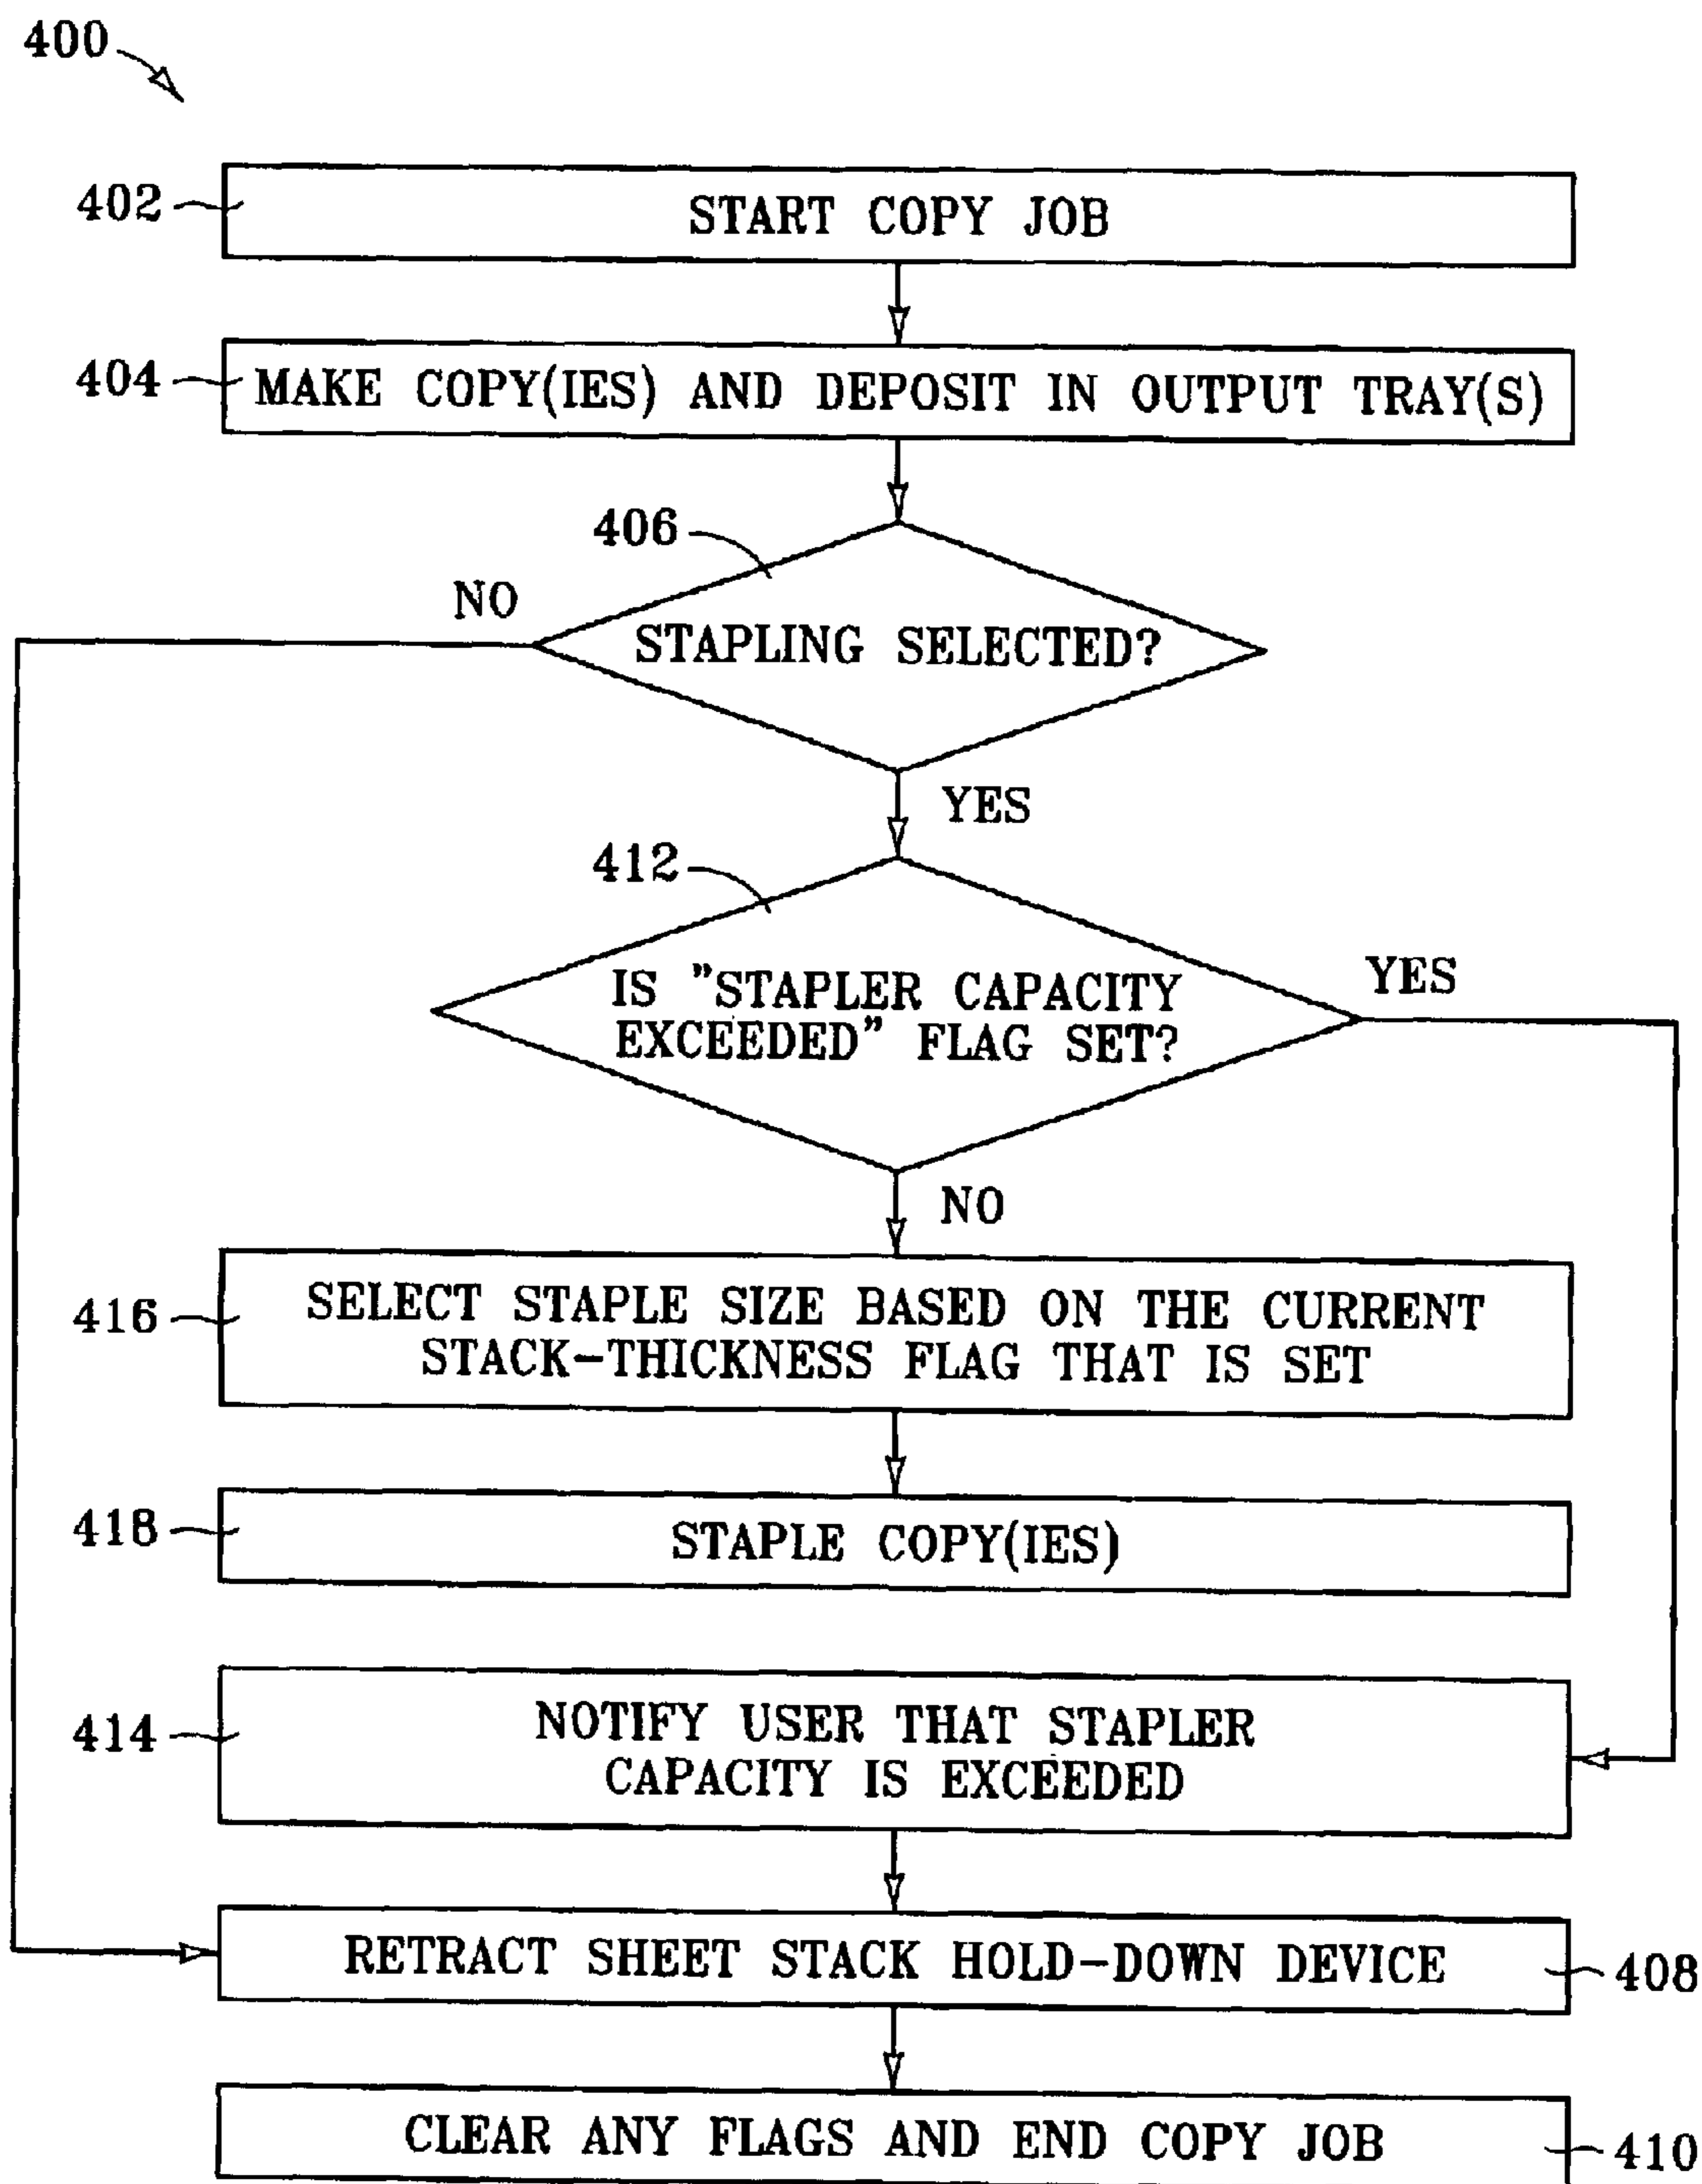 400
402
START COPY JOB
404
MAKE COPY(IES) AND DEPOSIT IN OUTPUT TRAY(S)
406
NO
STAPLING SELECTED?
YES
412
IS "STAPLER CAPACITY
EXCEEDED" FLAG SET?
YES
NO
416
SELECT STAPLE SIZE BASED ON THE CURRENT
STACK-THICKNESS FLAG THAT IS SET
418
STAPLE COPY(IES)
414
NOTIFY USER THAT STAPLER
CAPACITY IS EXCEEDED
RETRACT SHEET STACK HOLD-DOWN DEVICE
408
CLEAR ANY FLAGS AND END COPY JOB
410